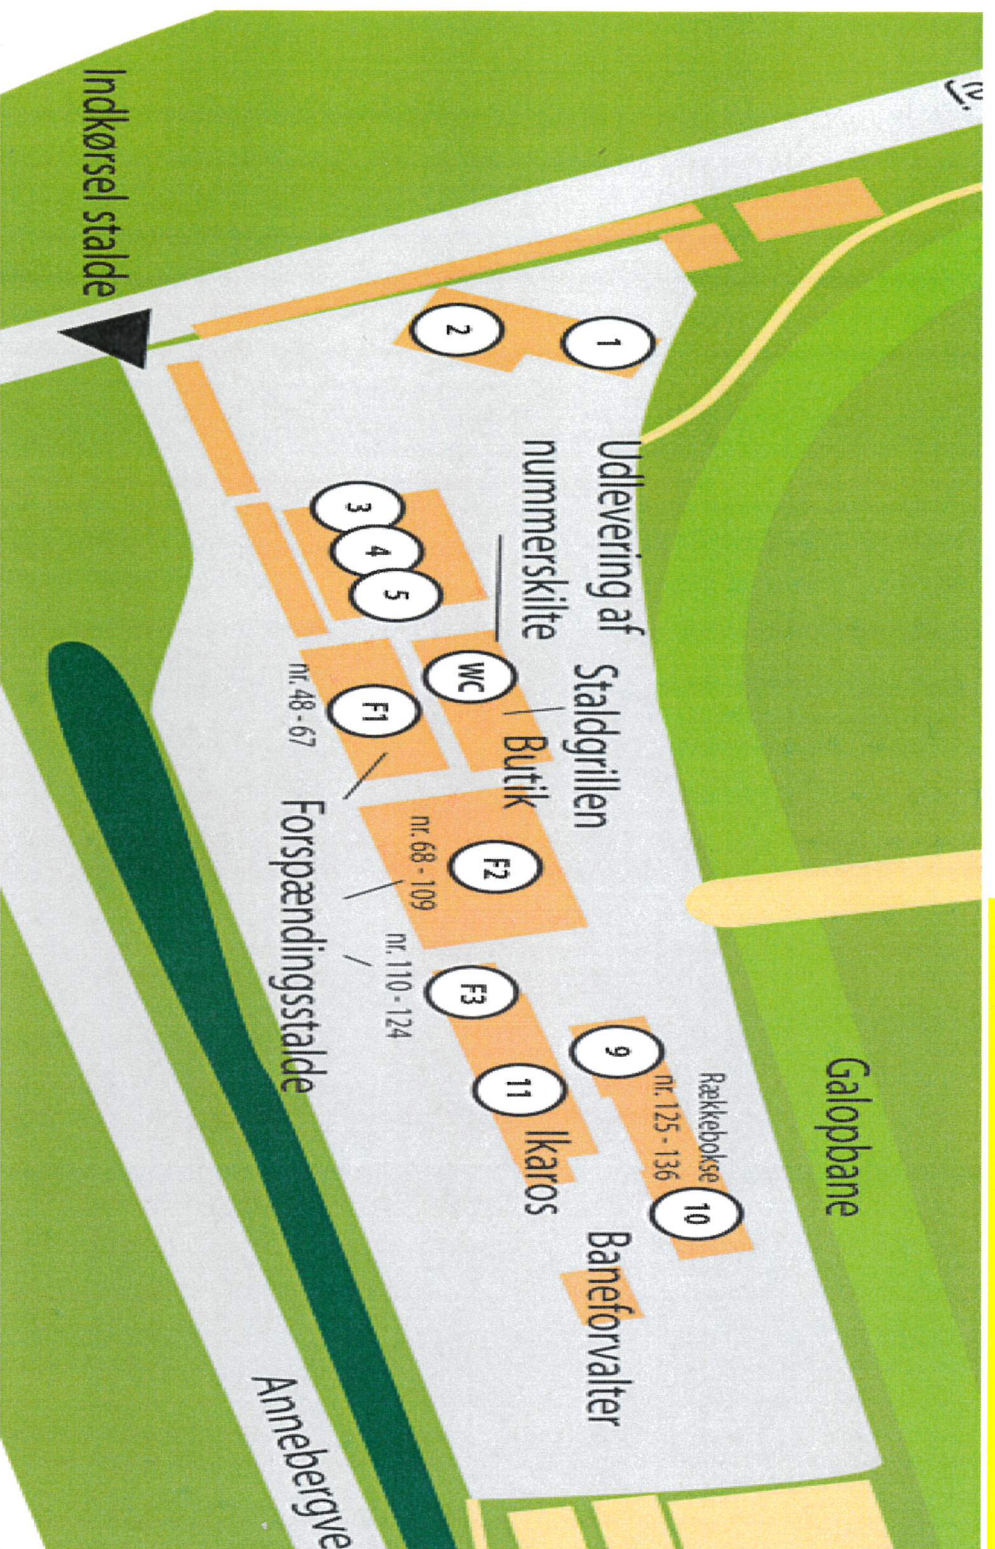 Indkørsel stalde
1
2
Udlevering af
nummerskilte
3
4
5
WC
Staldgrillen
Butik
F1
nr. 48 - 67
Forspændingsstalde
F2
nr. 68 - 109
nr. 110 - 124
F3
11
Ikaros
9
Rækkebokse
nr. 125 - 136
10
Baneforvalter
Galopbane
Annebergve